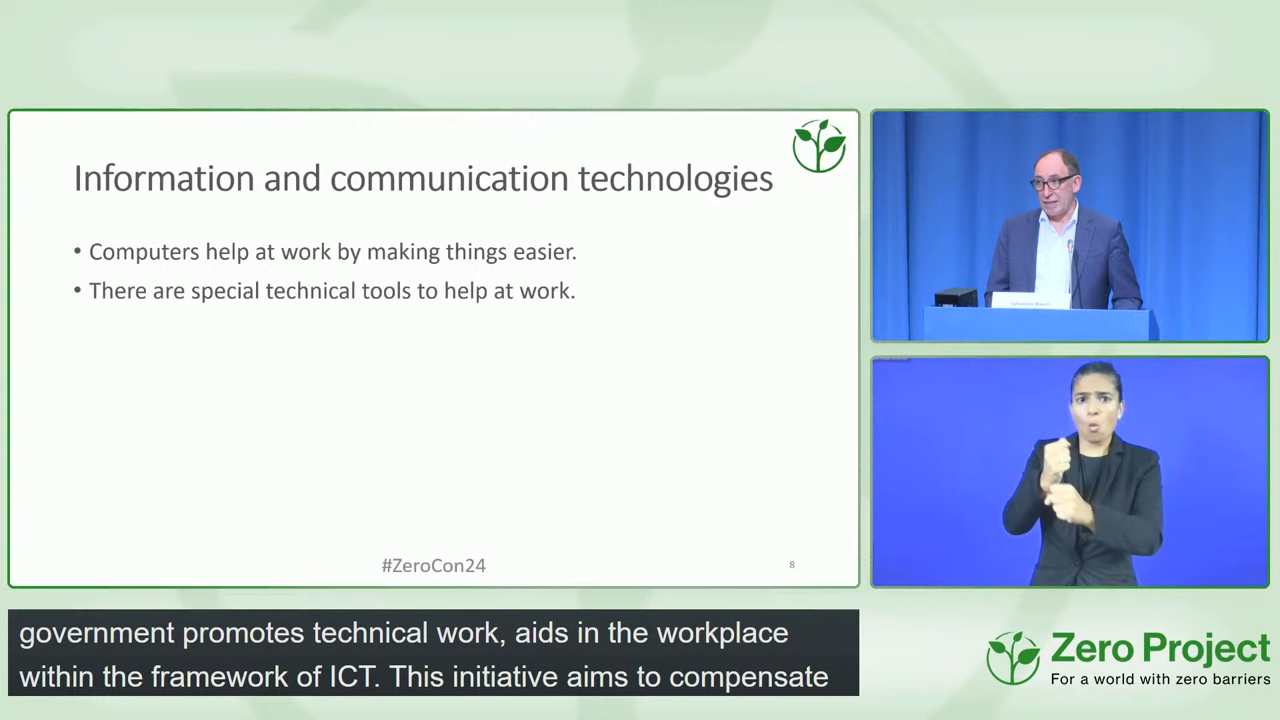 Information and communication technologies
• Computers help at work by making things easier.
• There are special technical tools to help at work.
#ZeroCon24
8
government promotes technical work, aids in the workplace
within the framework of ICT. This initiative aims to compensate
Zero Project
For a world with zero barriers